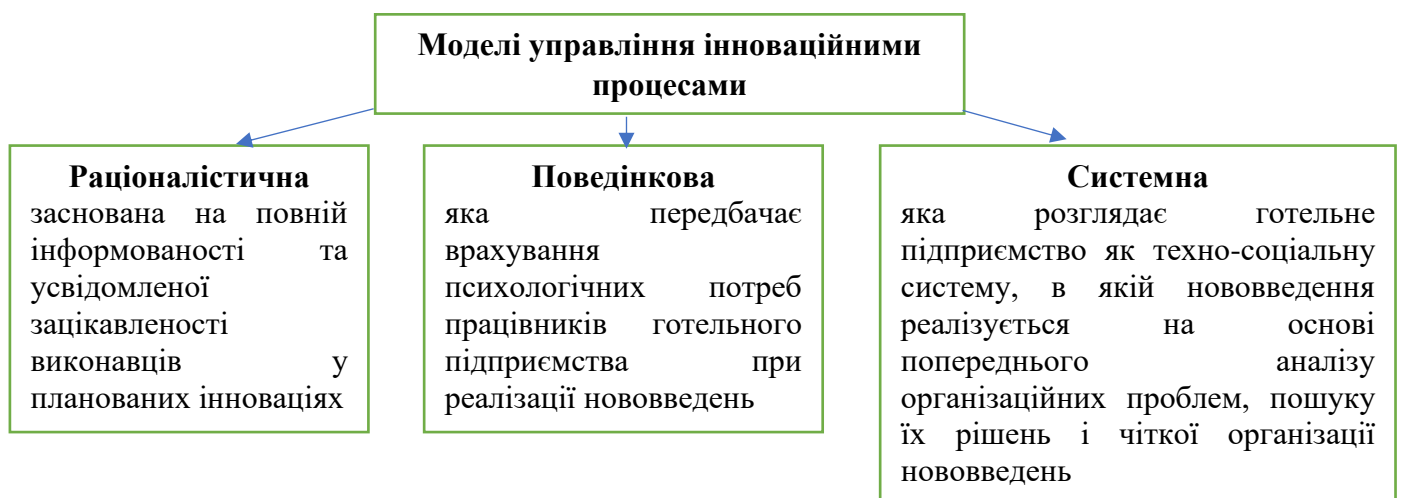 Моделі управління інноваційними
процесами
Раціоналістична
заснована на повній
інформованості та
усвідомленої
зацікавленості
виконавців у
планованих інноваціях
Поведінкова
яка передбачає
врахування
психологічних потреб
працівників готельного
підприємства при
реалізації нововведень
Системна
яка розглядає готельне
підприємство як техно-соціальну
систему, в якій нововведення
реалізується на основі
попереднього аналізу
організаційних проблем, пошуку
їх рішень і чіткої організації
нововведень